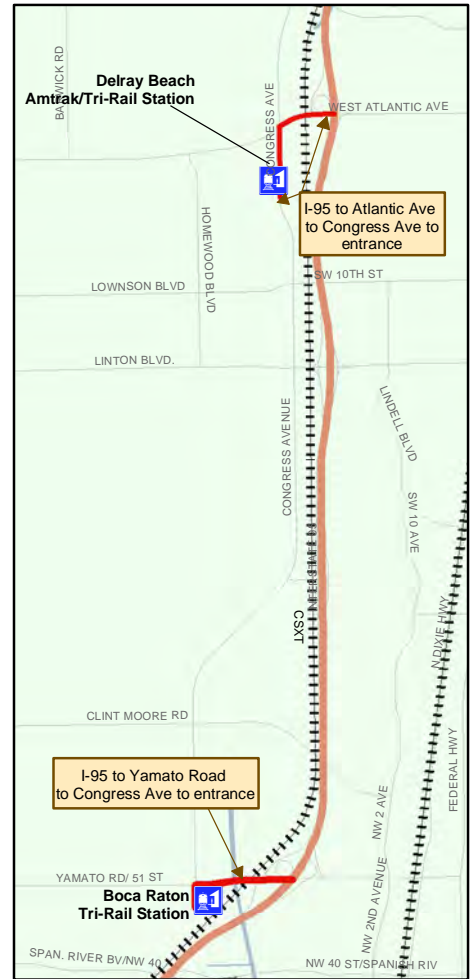 BARWICK RD
Delray Beach
Amtrak/Tri-Rail Station
CONGRESS AVE
WEST ATLANTIC AVE
I-95 to Atlantic Ave
to Congress Ave to
entrance
HOMEWOOD BLVD
SW 10TH ST
LOWNSON BLVD
LINTON BLVD.
LINDELL BLVD
CONGRESS AVENUE
SW 10 AVE
CSXT
N DIXIE HWY
FEDERAL HWY
CLINT MOORE RD
I-95 to Yamato Road
to Congress Ave to entrance
NW 2 AVE
YAMATO RD/ 51 ST
Boca Raton
Tri-Rail Station
NW 2ND AVENUE
SPAN. RIVER BV/NW 40
NW 40 ST/SPANISH RIV